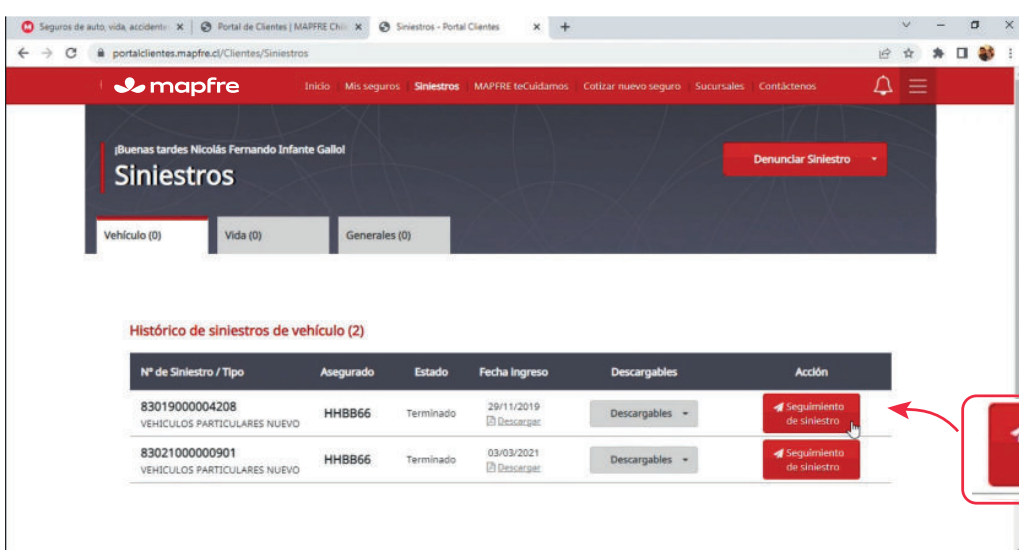 Seguros de auto, vida, accidente
Portal de Clientes | MAPFRE Chile
Siniestros - Portal Clientes
portalclientes.mapfre.cl/Clientes/Siniestros
mapfre
Inicio
Mis seguros
Siniestros
MAPFRE teCuidamos
Cotizar nuevo seguro
Sucursales
Contáctenos
¡Buenas tardes Nicolás Fernando Infante Gallo!
Siniestros
Denunciar Siniestro
Vehículo (0)
Vida (0)
Generales (0)
Histórico de siniestros de vehículo (2)
N° de Siniestro / Tipo
Asegurado
Estado
Fecha Ingreso
Descargables
Acción
83019000004208
VEHICULOS PARTICULARES NUEVO
HHBB66
Terminado
29/11/2019
Descargar
Descargables
Seguimiento
de siniestro
83021000000901
VEHICULOS PARTICULARES NUEVO
HHBB66
Terminado
03/03/2021
Descargar
Descargables
Seguimiento
de siniestro